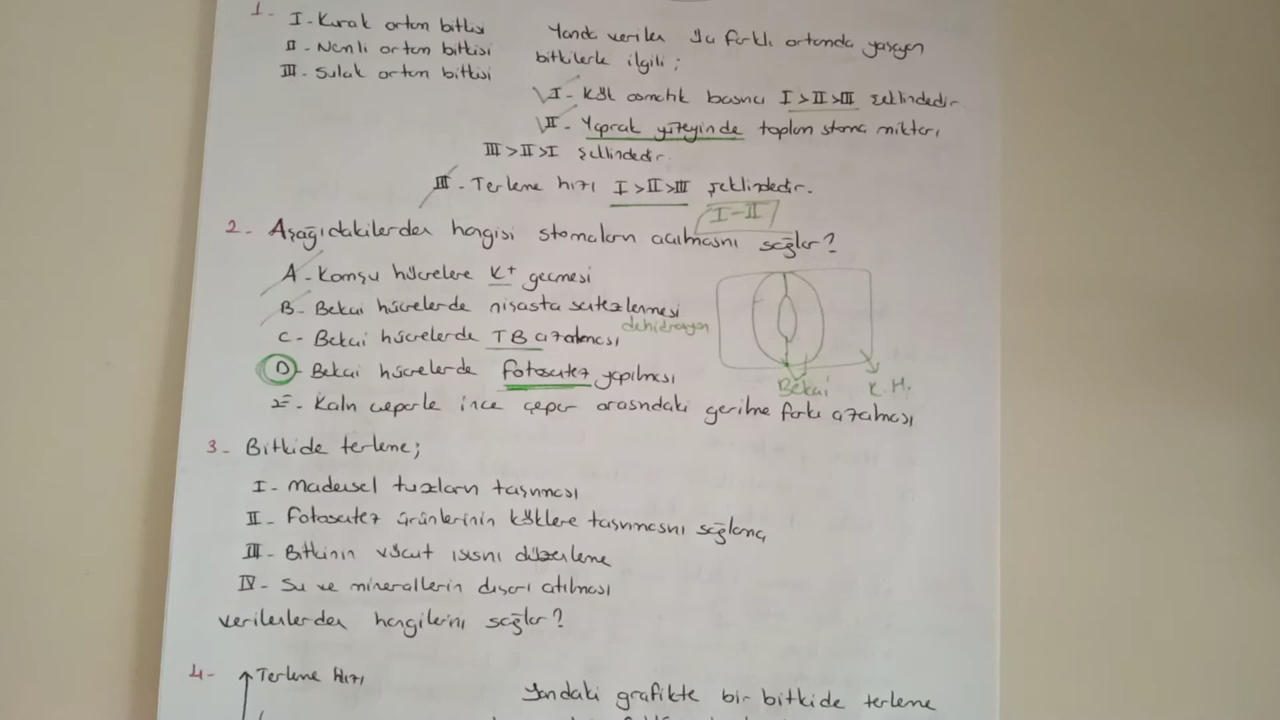 1-
I - Kurak ortam bitkisi
II - Nemli ortam bitkisi
III - Sulak ortam bitkisi
Yanda verilen üç farklı ortamda yaşayan
bitkilerle ilgili;
I - Kök osmotik basıncı I > II > III şeklindedir.
II - Yaprak yüzeyinde toplam stoma miktarı
III > II > I şeklindedir.
III - Terleme hızı I > II > III şeklindedir.
I - II
2- Aşağıdakilerden hangisi stomaların açılmasını sağlar?
A - Komşu hücrelere K+ geçmesi
B - Bekçi hücrelerde nişasta sentezlenmesi
dehidrasyon
C - Bekçi hücrelerde TB azalması
D - Bekçi hücrelerde fotosentez yapılması
Bekçi K.H.
E - Kalın çeperle ince çeper arasındaki gerilme farkı azalması
3- Bitkide terleme;
I - Madensel tuzların taşınması
II - Fotosentez ürünlerinin köklere taşınmasını sağlama
III - Bitkinin vücut ısısını düzenleme
IV - Su ve minerallerin dışarı atılması
verilenlerden hangilerini sağlar?
4-
Terleme Hızı
Yandaki grafikte bir bitkide terleme